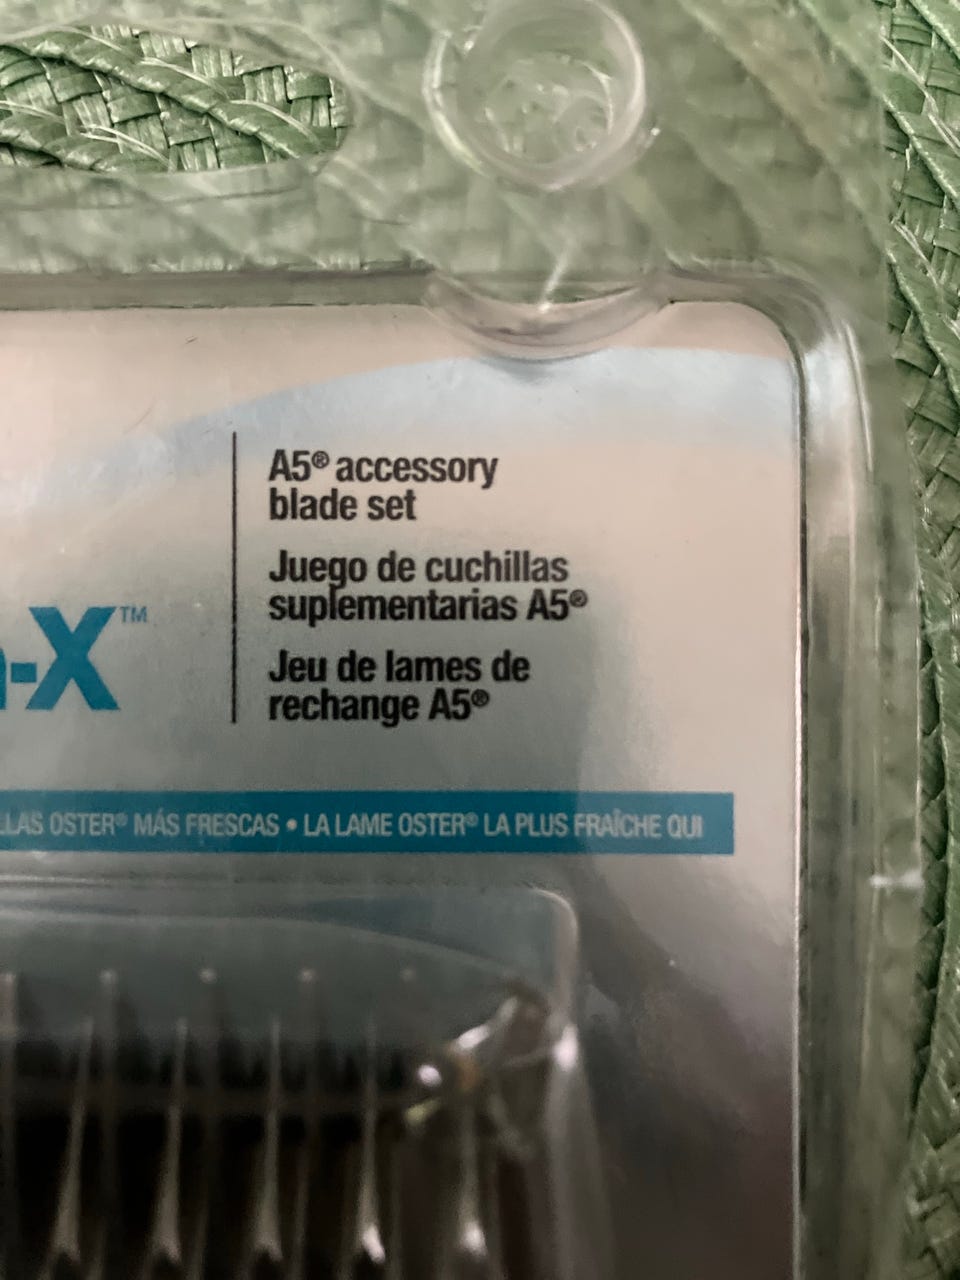 A5® accessory
blade set
Juego de cuchillas
suplementarias A5®
Jeu de lames de
rechange A5®
-X™
OSTER® MÁS FRESCAS • LA LAME OSTER® LA PLUS FRAÎCHE QUI